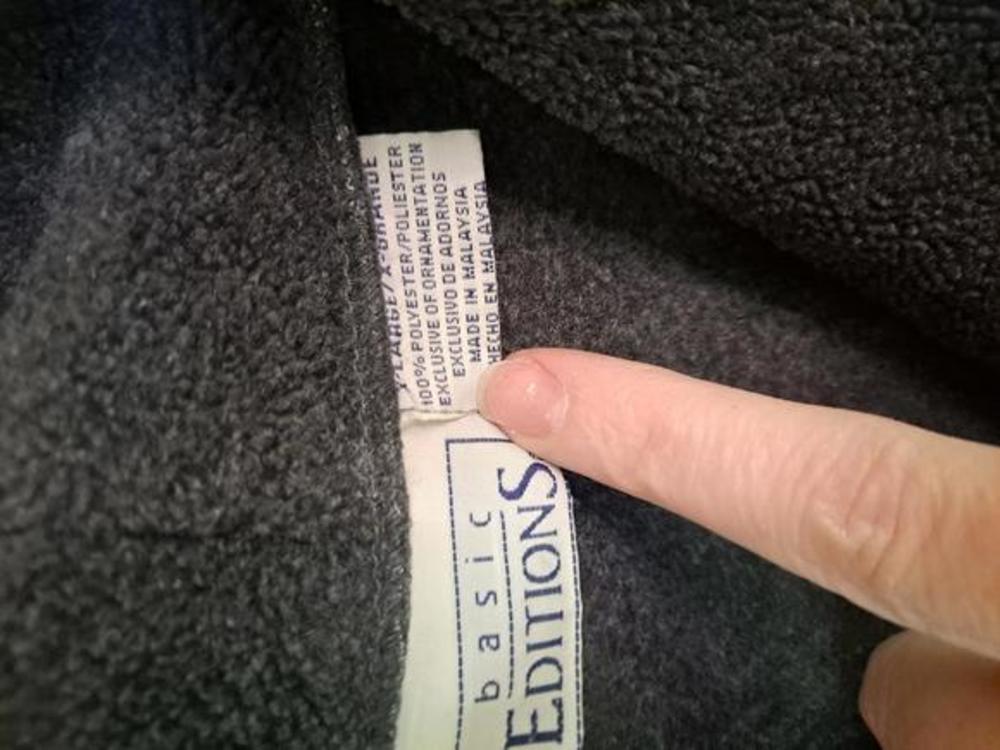 X-LARGE/X-GRANDE
100% POLYESTER/POLIESTER
EXCLUSIVE OF ORNAMENTATION
EXCLUSIVO DE ADORNOS
MADE IN MALAYSIA
HECHO EN MALAYSIA
basic
EDITIONS